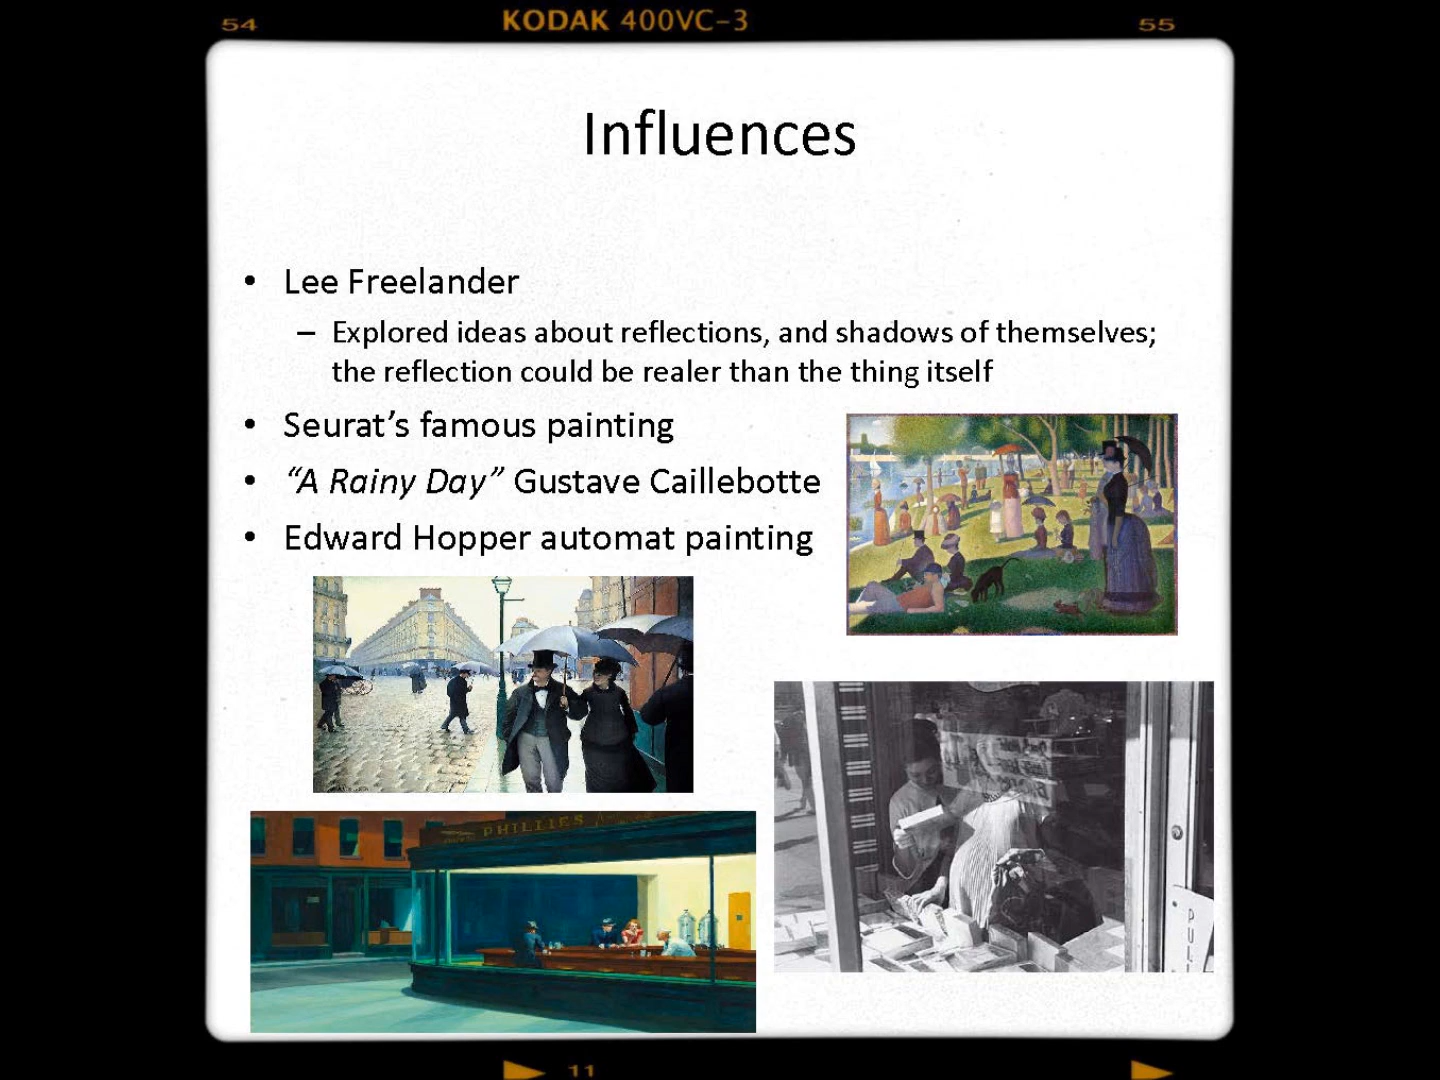 54 KODAK 400VC-3 55
Influences
• Lee Freelander
– Explored ideas about reflections, and shadows of themselves;
the reflection could be realer than the thing itself
• Seurat’s famous painting
• “A Rainy Day” Gustave Caillebotte
• Edward Hopper automat painting
PHILLIES
PULL
11